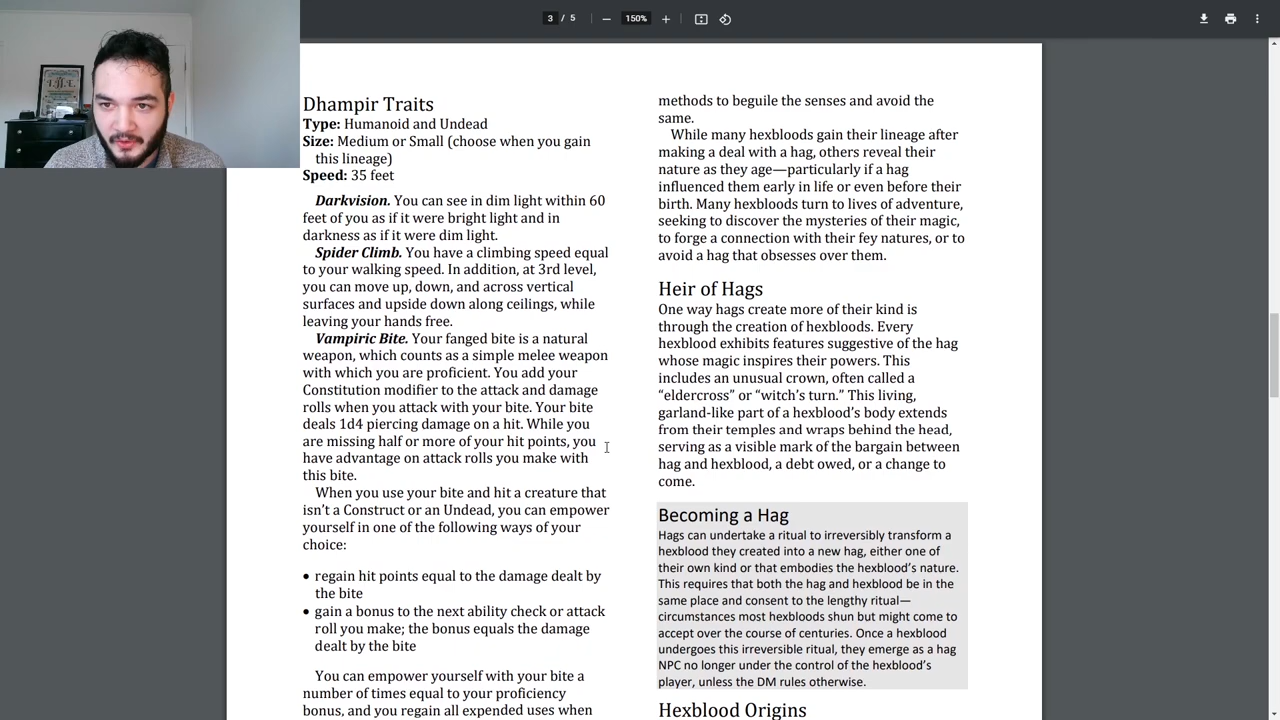 3 / 5
150%
Dhampir Traits
Type: Humanoid and Undead
Size: Medium or Small (choose when you gain
this lineage)
Speed: 35 feet
Darkvision. You can see in dim light within 60
feet of you as if it were bright light and in
darkness as if it were dim light.
Spider Climb. You have a climbing speed equal
to your walking speed. In addition, at 3rd level,
you can move up, down, and across vertical
surfaces and upside down along ceilings, while
leaving your hands free.
Vampiric Bite. Your fanged bite is a natural
weapon, which counts as a simple melee weapon
with which you are proficient. You add your
Constitution modifier to the attack and damage
rolls when you attack with your bite. Your bite
deals 1d4 piercing damage on a hit. While you
are missing half or more of your hit points, you
have advantage on attack rolls you make with
this bite.
When you use your bite and hit a creature that
isn’t a Construct or an Undead, you can empower
yourself in one of the following ways of your
choice:
• regain hit points equal to the damage dealt by
the bite
• gain a bonus to the next ability check or attack
roll you make; the bonus equals the damage
dealt by the bite
You can empower yourself with your bite a
number of times equal to your proficiency
bonus, and you regain all expended uses when
methods to beguile the senses and avoid the
same.
While many hexbloods gain their lineage after
making a deal with a hag, others reveal their
nature as they age—particularly if a hag
influenced them early in life or even before their
birth. Many hexbloods turn to lives of adventure,
seeking to discover the mysteries of their magic,
to forge a connection with their fey natures, or to
avoid a hag that obsesses over them.
Heir of Hags
One way hags create more of their kind is
through the creation of hexbloods. Every
hexblood exhibits features suggestive of the hag
whose magic inspires their powers. This
includes an unusual crown, often called a
“eldercross” or “witch’s turn.” This living,
garland-like part of a hexblood’s body extends
from their temples and wraps behind the head,
serving as a visible mark of the bargain between
hag and hexblood, a debt owed, or a change to
come.
Becoming a Hag
Hags can undertake a ritual to irreversibly transform a
hexblood they created into a new hag, either one of
their own kind or that embodies the hexblood’s nature.
This requires that both the hag and hexblood be in the
same place and consent to the lengthy ritual—
circumstances most hexbloods shun but might come to
accept over the course of centuries. Once a hexblood
undergoes this irreversible ritual, they emerge as a hag
NPC no longer under the control of the hexblood’s
player, unless the DM rules otherwise.
Hexblood Origins